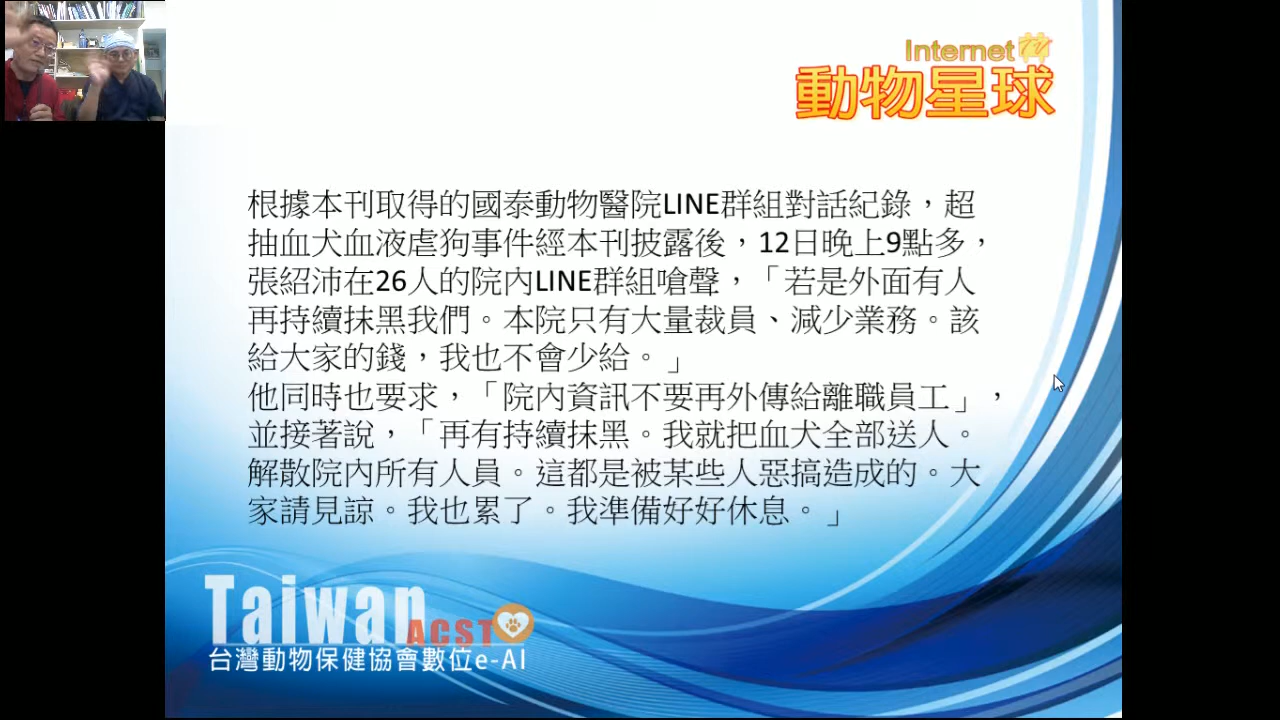 Internet TV
動物星球
根據本刊取得的國泰動物醫院LINE群組對話紀錄，超
抽血犬血液虐狗事件經本刊披露後，12日晚上9點多，
張紹沛在26人的院內LINE群組嗆聲，「若是外面有人
再持續抹黑我們。本院只有大量裁員、減少業務。該
給大家的錢，我也不會少給。」
他同時也要求，「院內資訊不要再外傳給離職員工」，
並接著說，「再有持續抹黑。我就把血犬全部送人。
解散院內所有人員。這都是被某些人惡搞造成的。大
家請見諒。我也累了。我準備好好休息。」
Taiwan
ACST
台灣動物保健協會數位e-AI